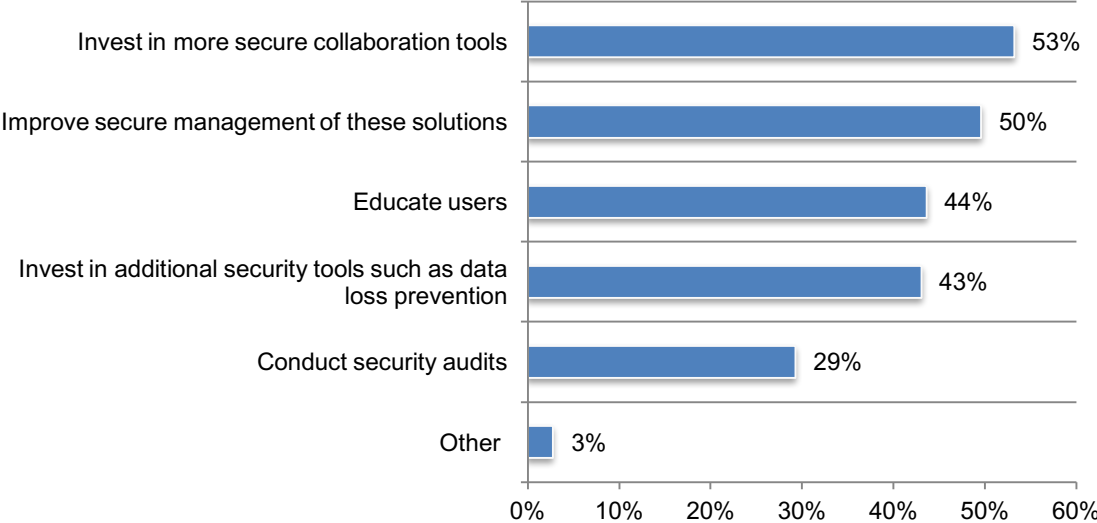 Invest in more secure collaboration tools
53%
Improve secure management of these solutions
50%
Educate users
44%
Invest in additional security tools such as data
loss prevention
43%
Conduct security audits
29%
Other
3%
0% 10% 20% 30% 40% 50% 60%